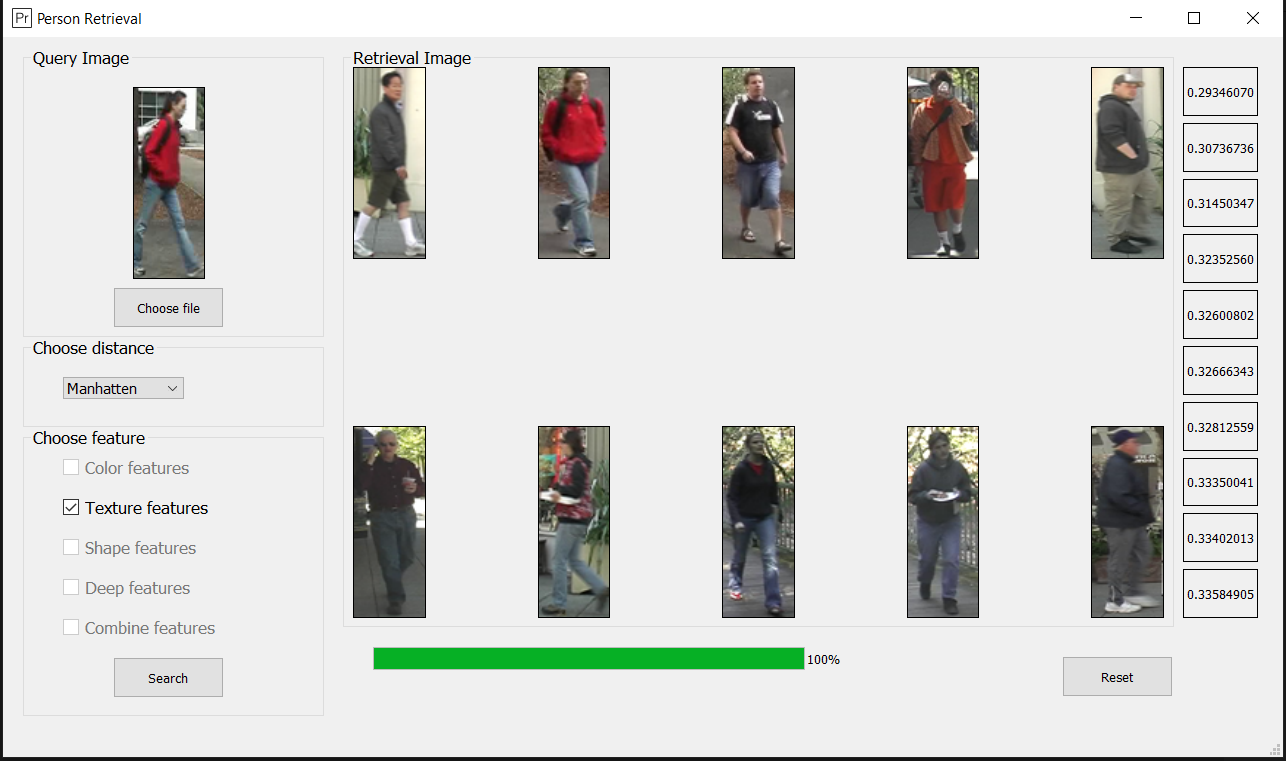 Pr Person Retrieval
Query Image
Choose file
Choose distance
Manhatten
Choose feature
Color features
Texture features
Shape features
Deep features
Combine features
Search
Retrieval Image
0.29346070
0.30736736
0.31450347
0.32352560
0.32600802
0.32666343
0.32812559
0.33350041
0.33402013
0.33584905
100%
Reset